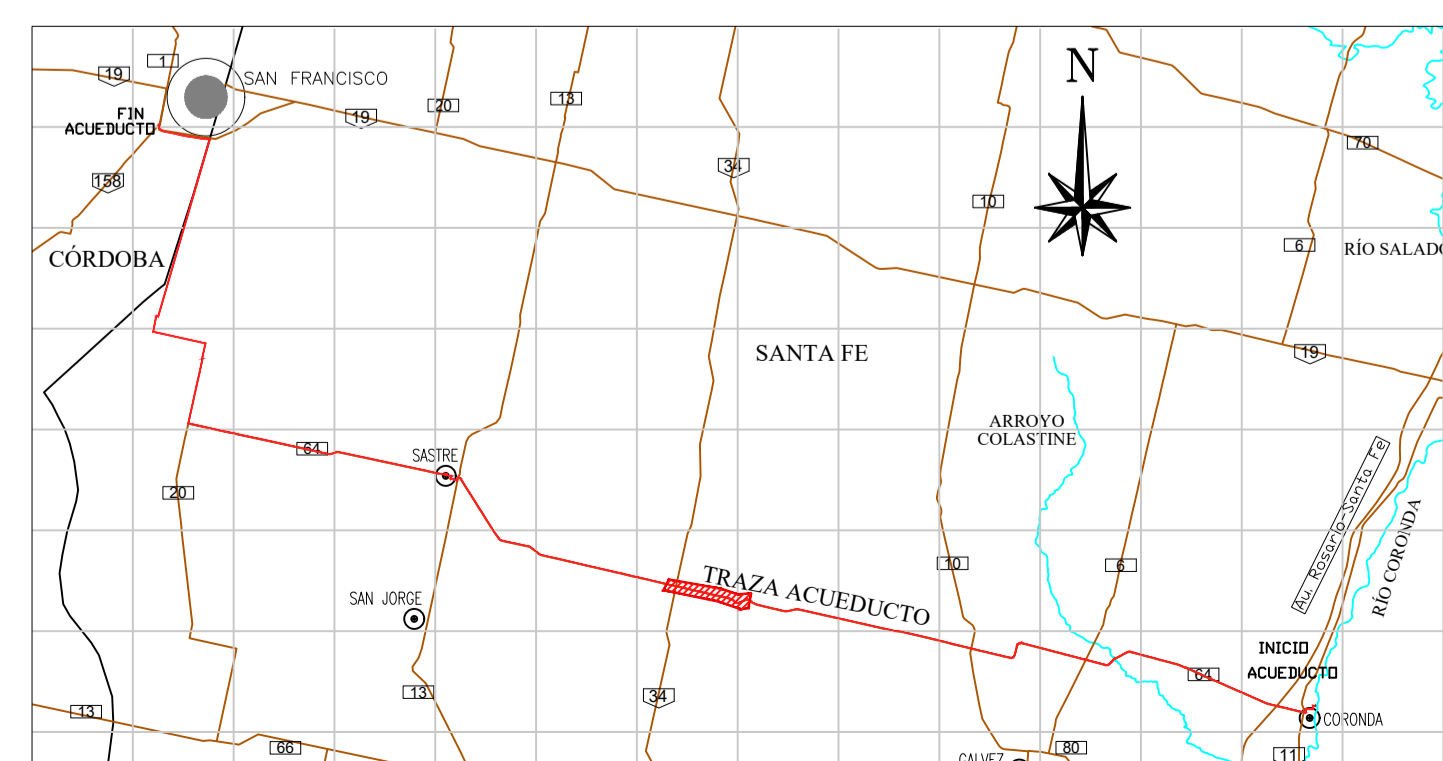 1
19
SAN FRANCISCO
FIN
ACUEDUCTO
19
20
13
34
N
70
158
10
6
CÓRDOBA
RÍO SALADO
SANTA FE
19
ARROYO
COLASTINE
64
SASTRE
20
Au. Rosario-Santa Fe
RÍO CORONDA
10
6
TRAZA ACUEDUCTO
SAN JORGE
INICIO
ACUEDUCTO
64
13
34
13
CORONDA
66
80
11
GALVEZ